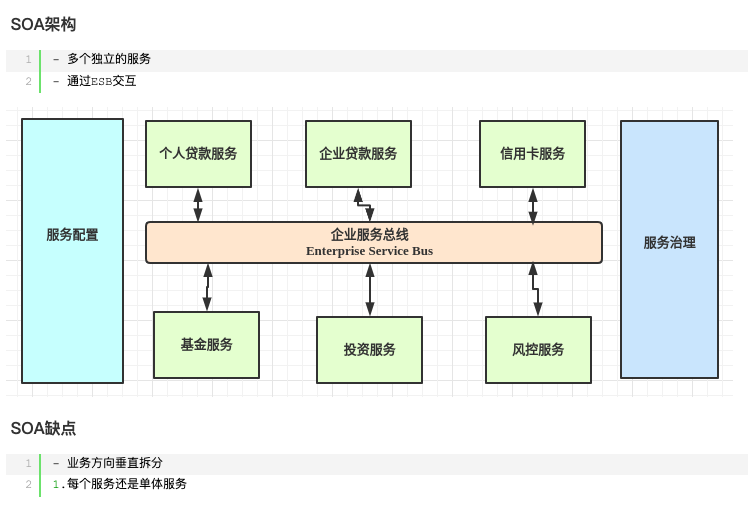 SOA架构
1 - 多个独立的服务
2 - 通过ESB交互
个人贷款服务
企业贷款服务
信用卡服务
服务配置
企业服务总线
Enterprise Service Bus
服务治理
基金服务
投资服务
风控服务
SOA缺点
1 - 业务方向垂直拆分
2 1.每个服务还是单体服务